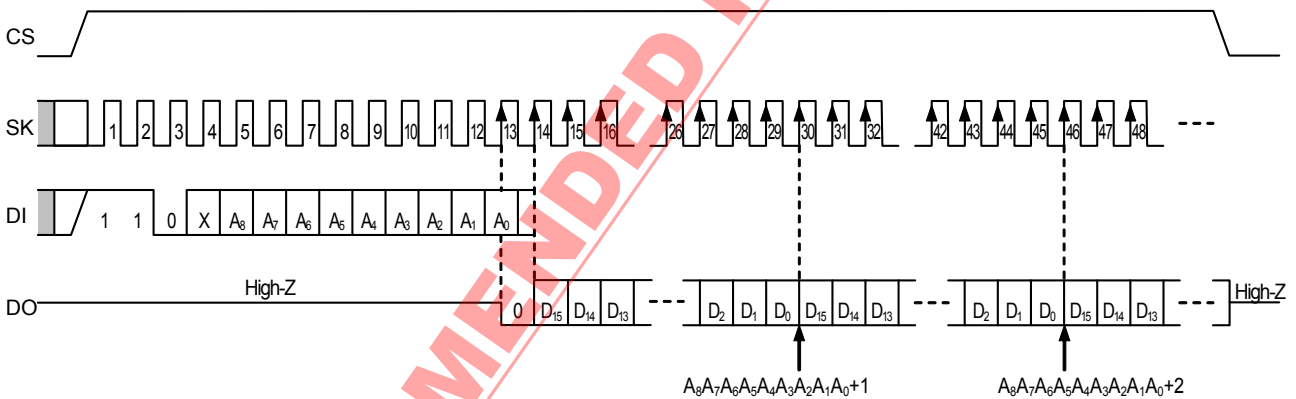 CS
SK 1 2 3 4 5 6 7 8 9 10 11 12 13 14 15 16 26 27 28 29 30 31 32 42 43 44 45 46 47 48
DI 1 1 0 X A8 A7 A6 A5 A4 A3 A2 A1 A0
DO High-Z 0 D15 D14 D13 D2 D1 D0 D15 D14 D13 D2 D1 D0 D15 D14 D13 High-Z
A8A7A6A5A4A3A2A1A0+1 A8A7A6A5A4A3A2A1A0+2
MENDED